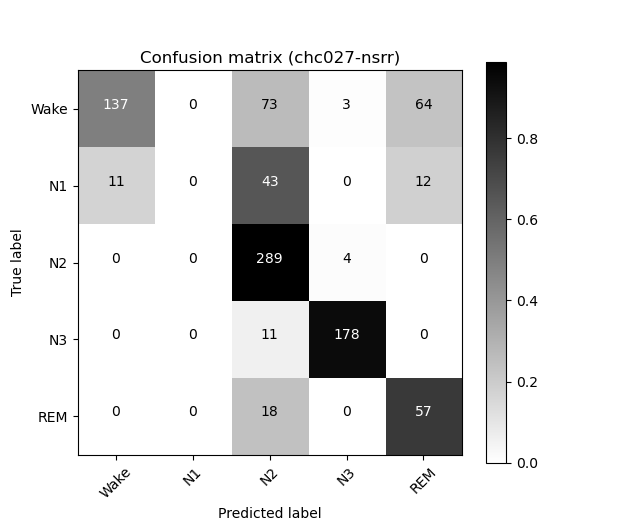 Confusion matrix (chc027-nsrr)
True label
Wake 137 0 73 3 64
N1 11 0 43 0 12
N2 0 0 289 4 0
N3 0 0 11 178 0
REM 0 0 18 0 57
Wake N1 N2 N3 REM
Predicted label
0.8
0.6
0.4
0.2
0.0